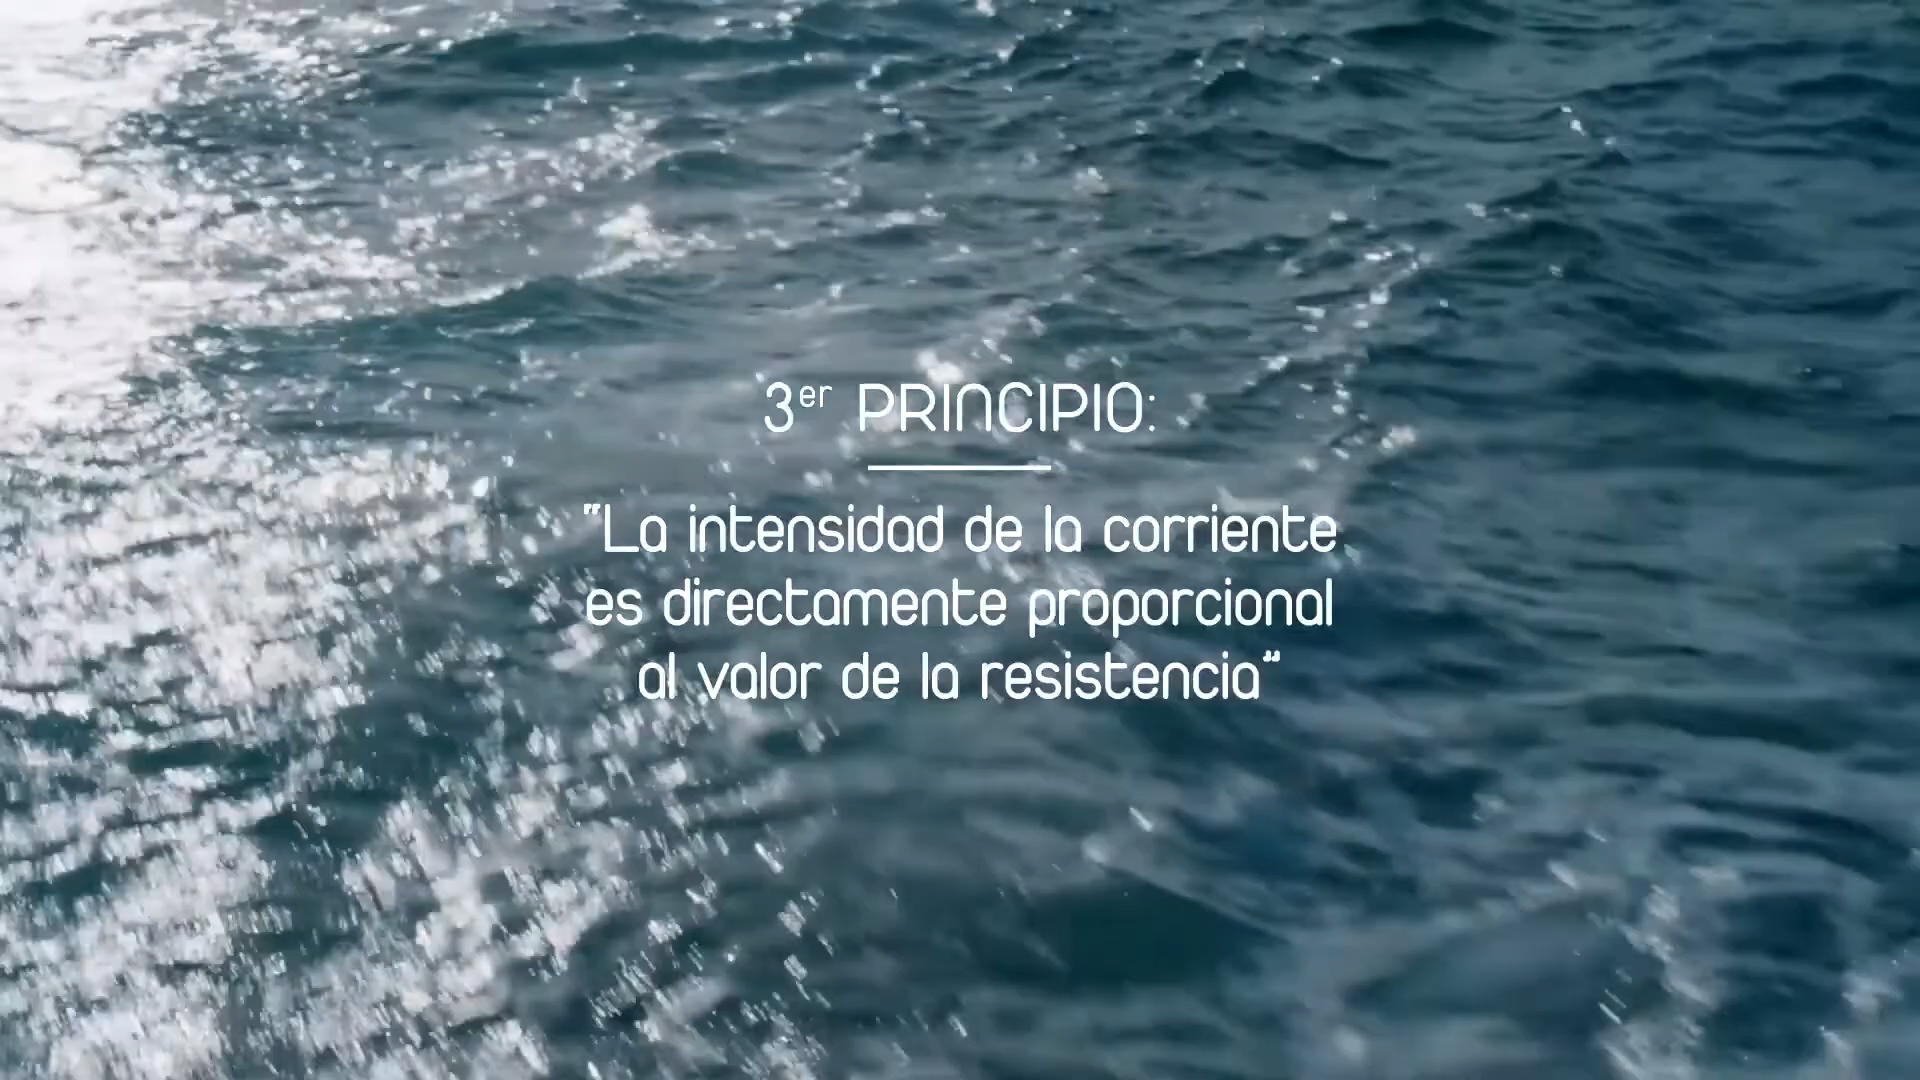 3er PRINCIPIO:
"La intensidad de la corriente
es directamente proporcional
al valor de la resistencia"